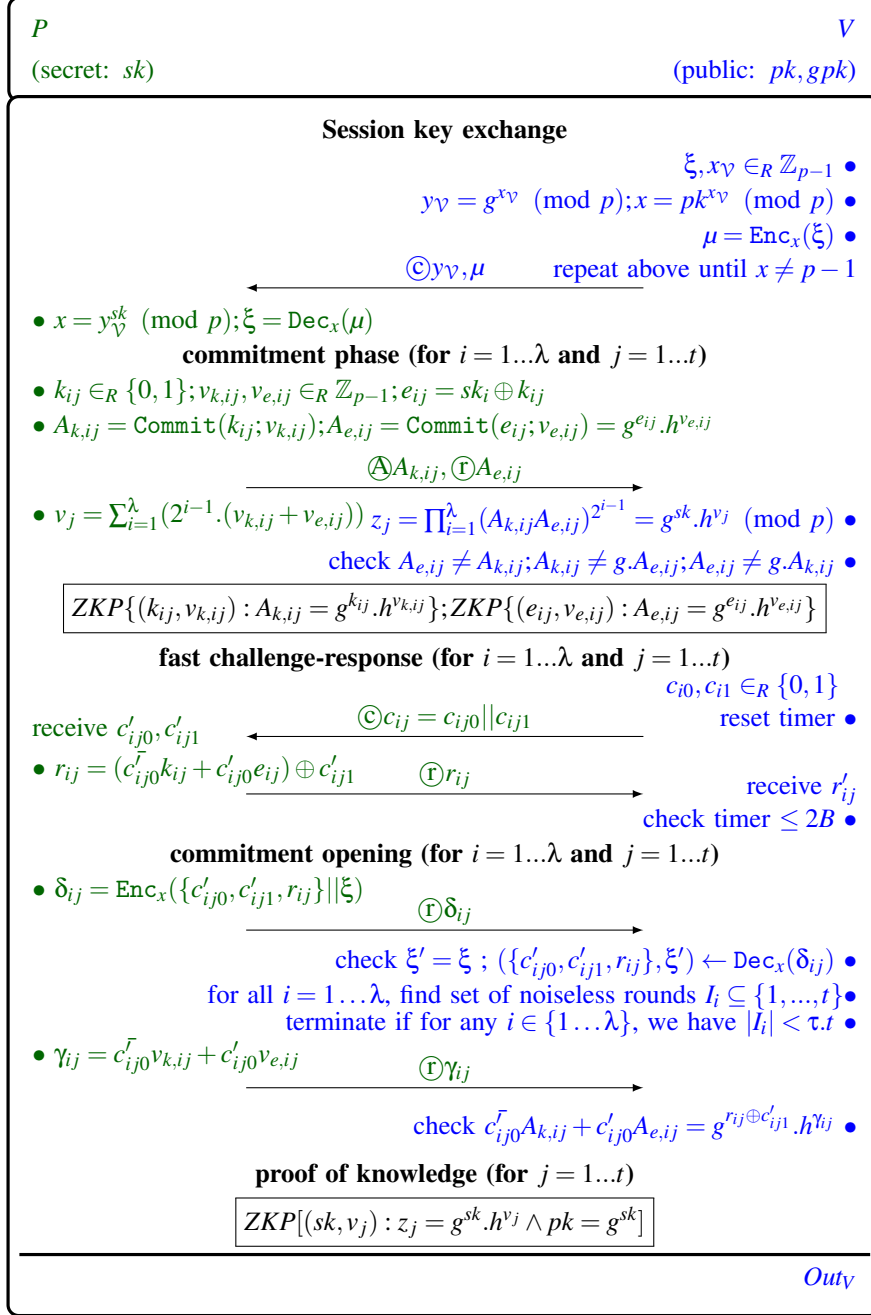 P V
(secret: sk) (public: pk, gpk)
Session key exchange
ξ, x_𝒱 ∈_R ℤ_{p−1} •
y_𝒱 = g^{x_𝒱} (mod p); x = pk^{x_𝒱} (mod p) •
μ = Enc_x(ξ) •
ⓒy_𝒱, μ repeat above until x ≠ p − 1
• x = y_𝒱^{sk} (mod p); ξ = Dec_x(μ)
commitment phase (for i = 1...λ and j = 1...t)
• k_{ij} ∈_R {0, 1}; v_{k,ij}, v_{e,ij} ∈_R ℤ_{p−1}; e_{ij} = sk_i ⊕ k_{ij}
• A_{k,ij} = Commit(k_{ij}; v_{k,ij}); A_{e,ij} = Commit(e_{ij}; v_{e,ij}) = g^{e_{ij}}.h^{v_{e,ij}}
ⒶA_{k,ij}, ⓡA_{e,ij}
• v_j = ∑_{i=1}^{λ}(2^{i−1}.(v_{k,ij} + v_{e,ij})) z_j = ∏_{i=1}^{λ}(A_{k,ij}A_{e,ij})^{2^{i−1}} = g^{sk}.h^{v_j} (mod p) •
check A_{e,ij} ≠ A_{k,ij}; A_{k,ij} ≠ g.A_{e,ij}; A_{e,ij} ≠ g.A_{k,ij} •
ZKP{(k_{ij}, v_{k,ij}) : A_{k,ij} = g^{k_{ij}}.h^{v_{k,ij}}}; ZKP{(e_{ij}, v_{e,ij}) : A_{e,ij} = g^{e_{ij}}.h^{v_{e,ij}}}
fast challenge-response (for i = 1...λ and j = 1...t)
c_{i0}, c_{i1} ∈_R {0, 1}
receive c′_{ij0}, c′_{ij1} ⓒc_{ij} = c_{ij0}||c_{ij1} reset timer •
• r_{ij} = (c̄′_{ij0}k_{ij} + c′_{ij0}e_{ij}) ⊕ c′_{ij1} ⓡr_{ij} receive r′_{ij}
check timer ≤ 2B •
commitment opening (for i = 1...λ and j = 1...t)
• δ_{ij} = Enc_x({c′_{ij0}, c′_{ij1}, r_{ij}}||ξ)
ⓡδ_{ij}
check ξ′ = ξ ; ({c′_{ij0}, c′_{ij1}, r_{ij}}, ξ′) ← Dec_x(δ_{ij}) •
for all i = 1...λ, find set of noiseless rounds I_i ⊆ {1, ..., t}•
terminate if for any i ∈ {1...λ}, we have |I_i| < τ.t •
• γ_{ij} = c̄′_{ij0}v_{k,ij} + c′_{ij0}v_{e,ij} ⓡγ_{ij}
check c̄′_{ij0}A_{k,ij} + c′_{ij0}A_{e,ij} = g^{r_{ij}⊕c′_{ij1}}.h^{γ_{ij}} •
proof of knowledge (for j = 1...t)
ZKP[(sk, v_j) : z_j = g^{sk}.h^{v_j} ∧ pk = g^{sk}]
Out_V